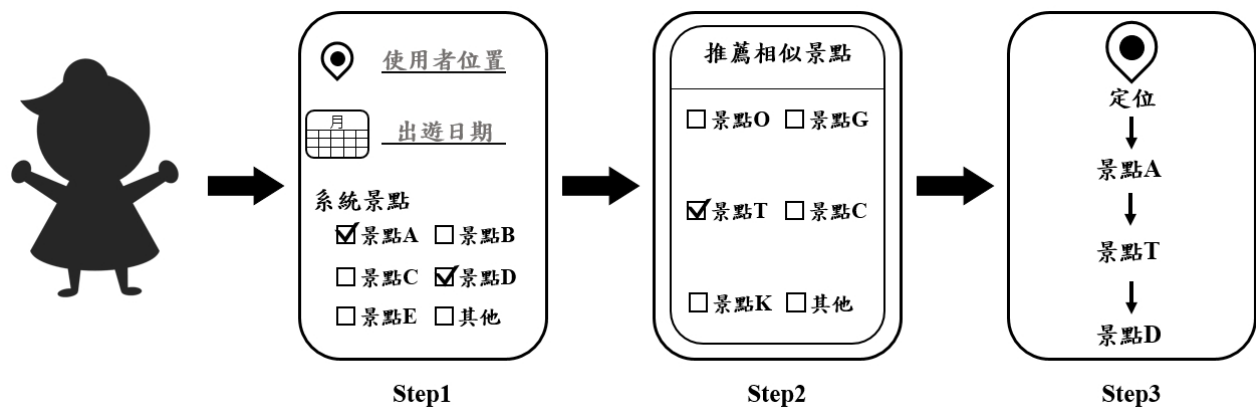 使用者位置
月
出遊日期
系統景點
景點A 景點B
景點C 景點D
景點E 其他
Step1
推薦相似景點
景點O 景點G
景點T 景點C
景點K 其他
Step2
定位
景點A
景點T
景點D
Step3